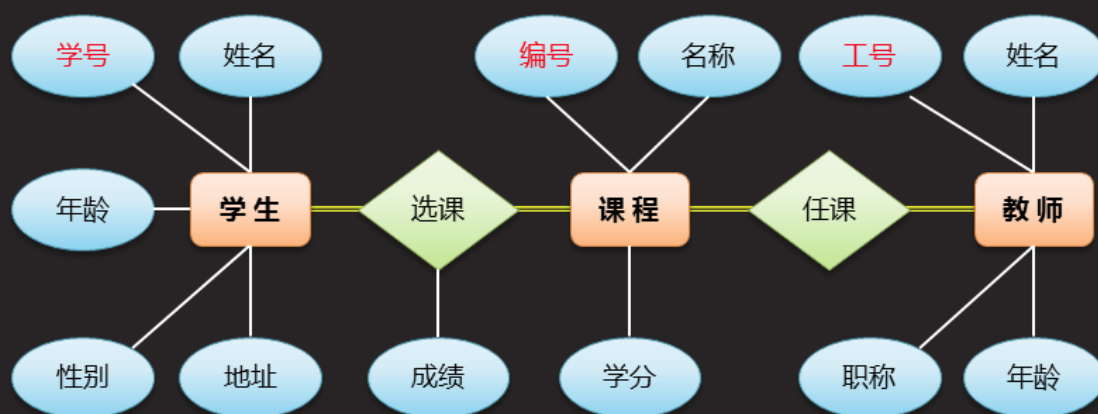 学号 姓名 编号 名称 工号 姓名
年龄 学生 选课 课程 任课 教师
性别 地址 成绩 学分 职称 年龄